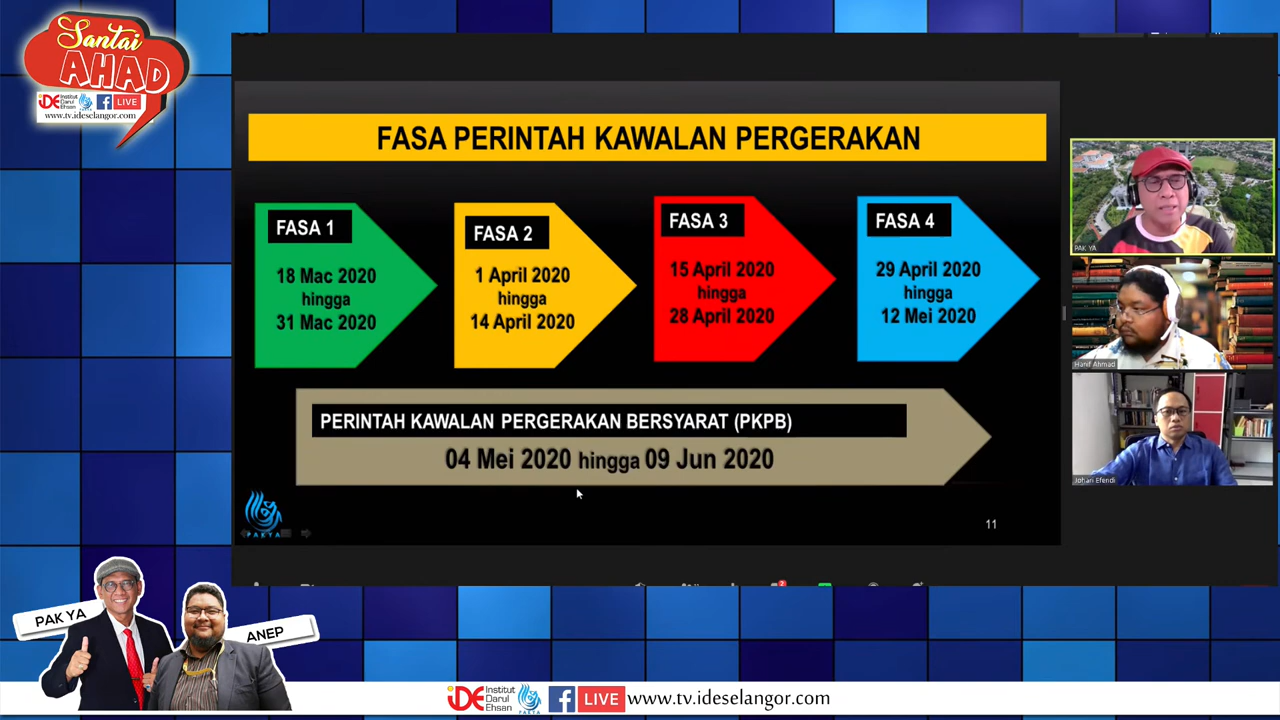 Santai
AHAD
iDE Institut Darul Ehsan f LIVE
www.tv.ideselangor.com
FASA PERINTAH KAWALAN PERGERAKAN
FASA 1
18 Mac 2020
hingga
31 Mac 2020
FASA 2
1 April 2020
hingga
14 April 2020
FASA 3
15 April 2020
hingga
28 April 2020
FASA 4
29 April 2020
hingga
12 Mei 2020
PERINTAH KAWALAN PERGERAKAN BERSYARAT (PKPB)
04 Mei 2020 hingga 09 Jun 2020
PAKYA
11
PAK YA
Hanif Ahmad
Johari Efendi
PAK YA
ANEP
iDE Institut Darul Ehsan PAKYA f LIVE www.tv.ideselangor.com